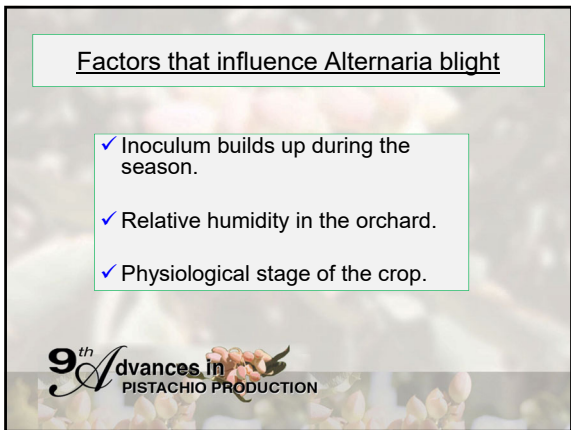 Factors that influence Alternaria blight
✓ Inoculum builds up during the
season.
✓ Relative humidity in the orchard.
✓ Physiological stage of the crop.
9th Advances in
PISTACHIO PRODUCTION